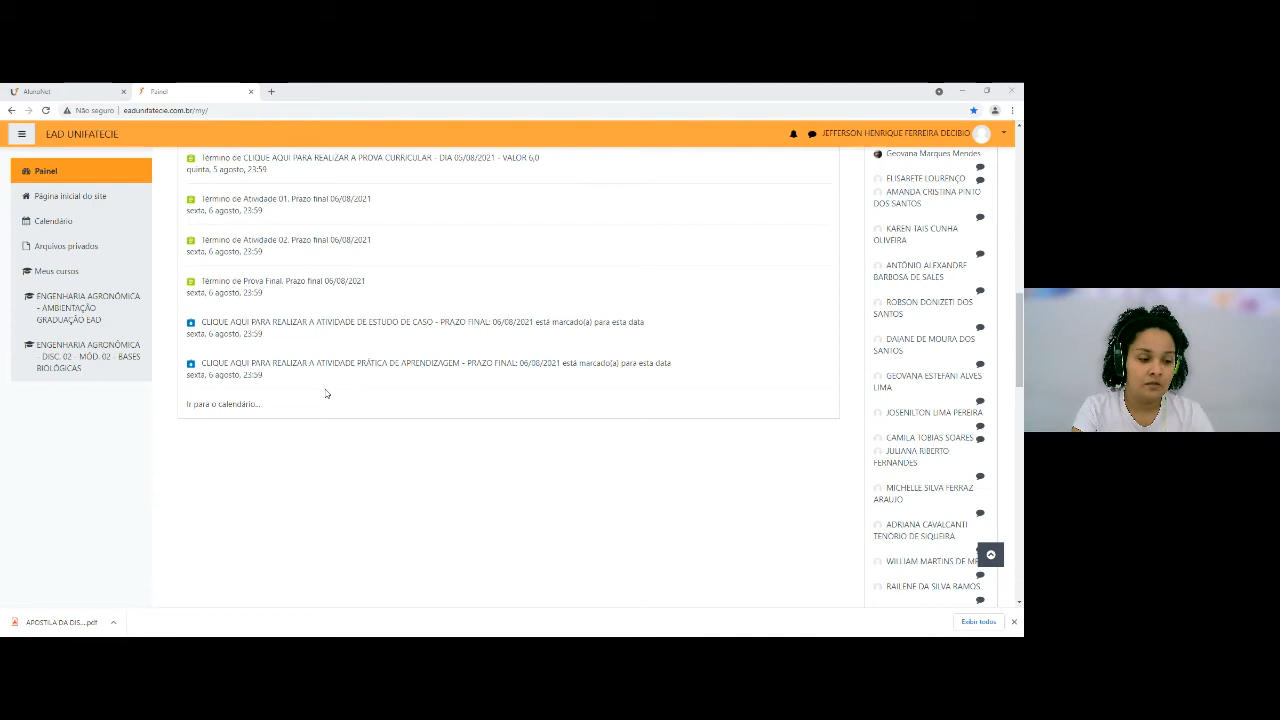 AlunoNet
Painel
Não seguro
eadunifatecie.com.br/my/
EAD UNIFATECIE
JEFFERSON HENRIQUE FERREIRA DECIBIO
Painel
Página inicial do site
Calendário
Arquivos privados
Meus cursos
ENGENHARIA AGRONÔMICA
- AMBIENTAÇÃO
GRADUAÇÃO EAD
ENGENHARIA AGRONÔMICA
- DISC. 02 - MÓD. 02 - BASES
BIOLÓGICAS
Término de CLIQUE AQUI PARA REALIZAR A PROVA CURRICULAR - DIA 05/08/2021 - VALOR 6,0
quinta, 5 agosto, 23:59
Término de Atividade 01. Prazo final 06/08/2021
sexta, 6 agosto, 23:59
Término de Atividade 02. Prazo final 06/08/2021
sexta, 6 agosto, 23:59
Término de Prova Final. Prazo final 06/08/2021
sexta, 6 agosto, 23:59
CLIQUE AQUI PARA REALIZAR A ATIVIDADE DE ESTUDO DE CASO - PRAZO FINAL: 06/08/2021 está marcado(a) para esta data
sexta, 6 agosto, 23:59
CLIQUE AQUI PARA REALIZAR A ATIVIDADE PRÁTICA DE APRENDIZAGEM - PRAZO FINAL: 06/08/2021 está marcado(a) para esta data
sexta, 6 agosto, 23:59
Ir para o calendário...
Geovana Marques Mendes
ELISABETE LOURENÇO
AMANDA CRISTINA PINTO
DOS SANTOS
KAREN TAIS CUNHA
OLIVEIRA
ANTÔNIO ALEXANDRE
BARBOSA DE SALES
ROBSON DONIZETI DOS
SANTOS
DAIANE DE MOURA DOS
SANTOS
GEOVANA ESTEFANI ALVES
LIMA
JOSENILTON LIMA PEREIRA
CAMILA TOBIAS SOARES
JULIANA RIBERTO
FERNANDES
MICHELLE SILVA FERRAZ
ARAUJO
ADRIANA CAVALCANTI
TENÓRIO DE SIQUEIRA
WILLIAM MARTINS DE
RAILENE DA SILVA RAMOS
APOSTILA DA DIS....pdf
Exibir todos